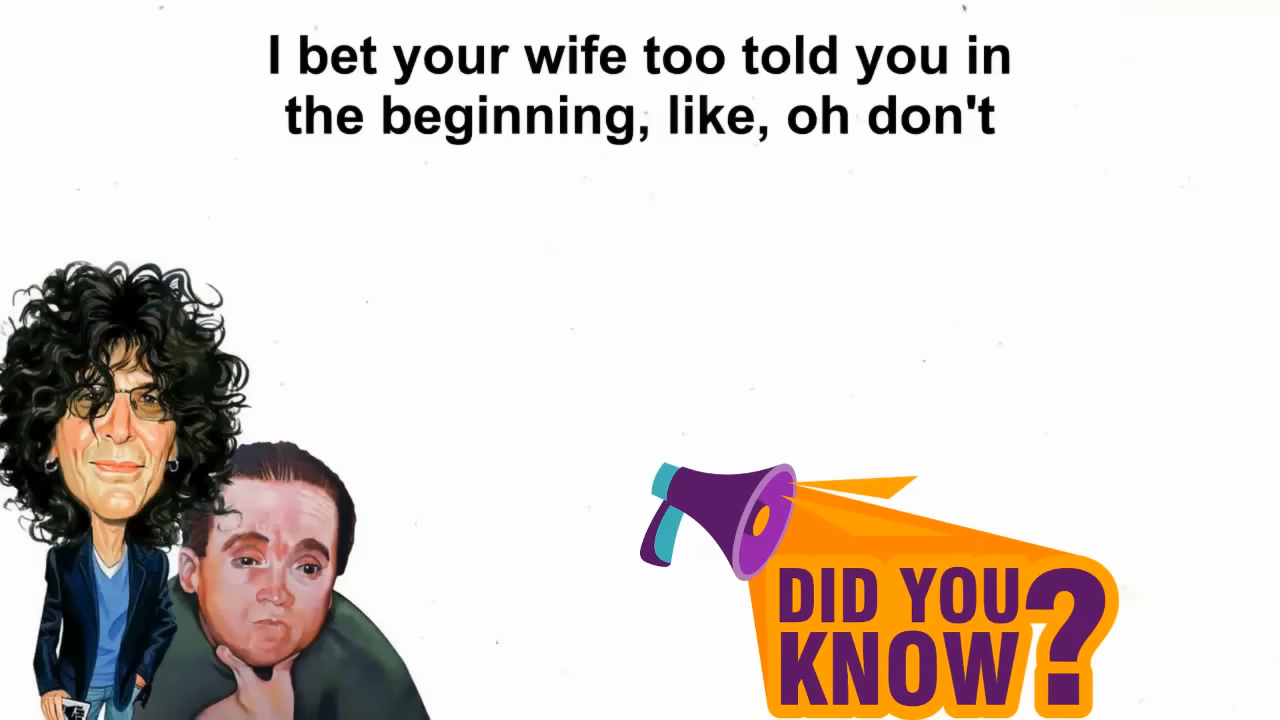 I bet your wife too told you in
the beginning, like, oh don't
DID YOU
KNOW?